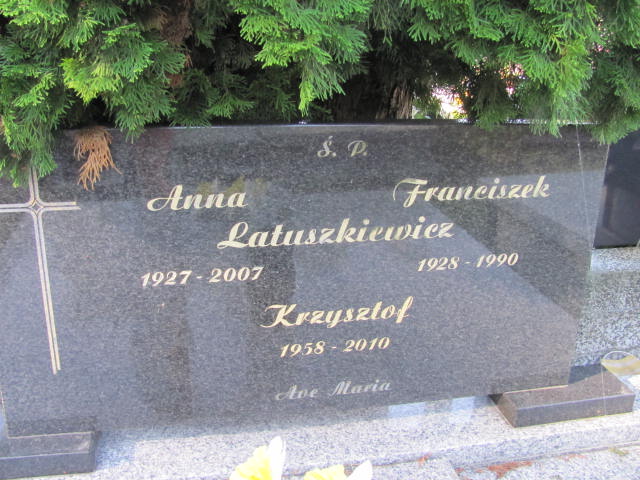 Ś. P.
Anna Franciszek
Latuszkiewicz
1927 - 2007 1928 - 1990
Krzysztof
1958 - 2010
Ave Maria